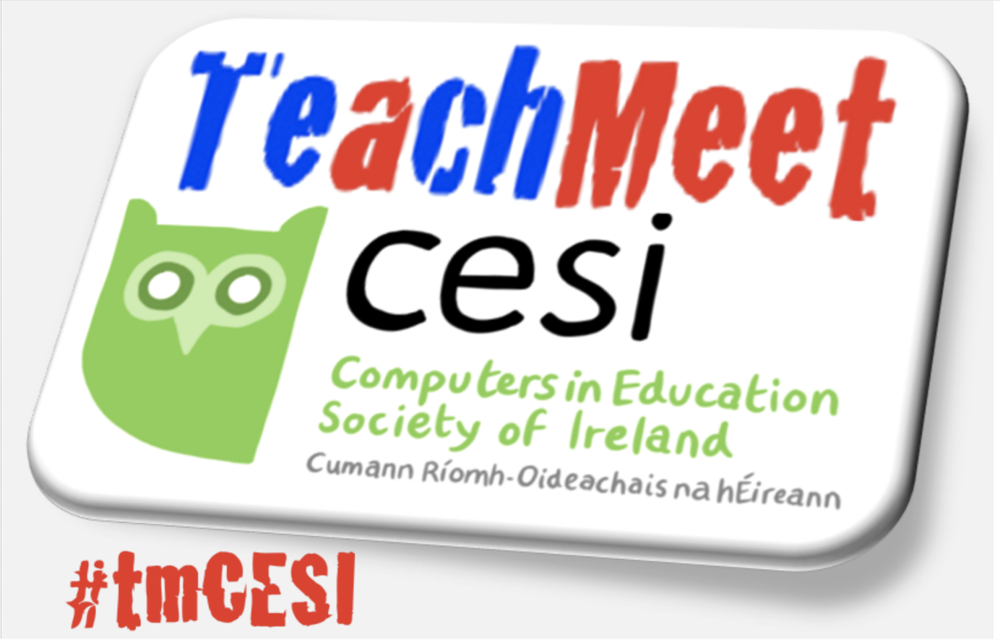 TeachMeet
cesi
Computers in Education
Society of Ireland
Cumann Ríomh-Oideachais na hÉireann
#tmCESI